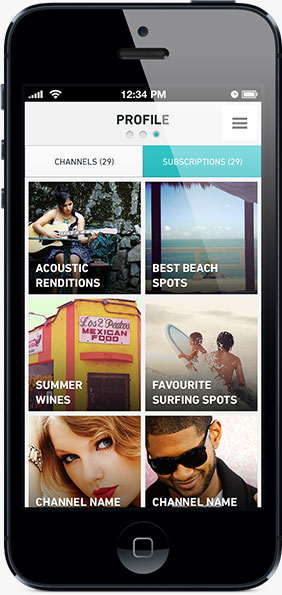 12:34 PM
PROFILE
CHANNELS (29)
SUBSCRIPTIONS (29)
ACOUSTIC
RENDITIONS
BEST BEACH
SPOTS
Los 2 Pedros
MEXICAN
FOOD
SUMMER
WINES
FAVOURITE
SURFING SPOTS
CHANNEL NAME
CHANNEL NAME